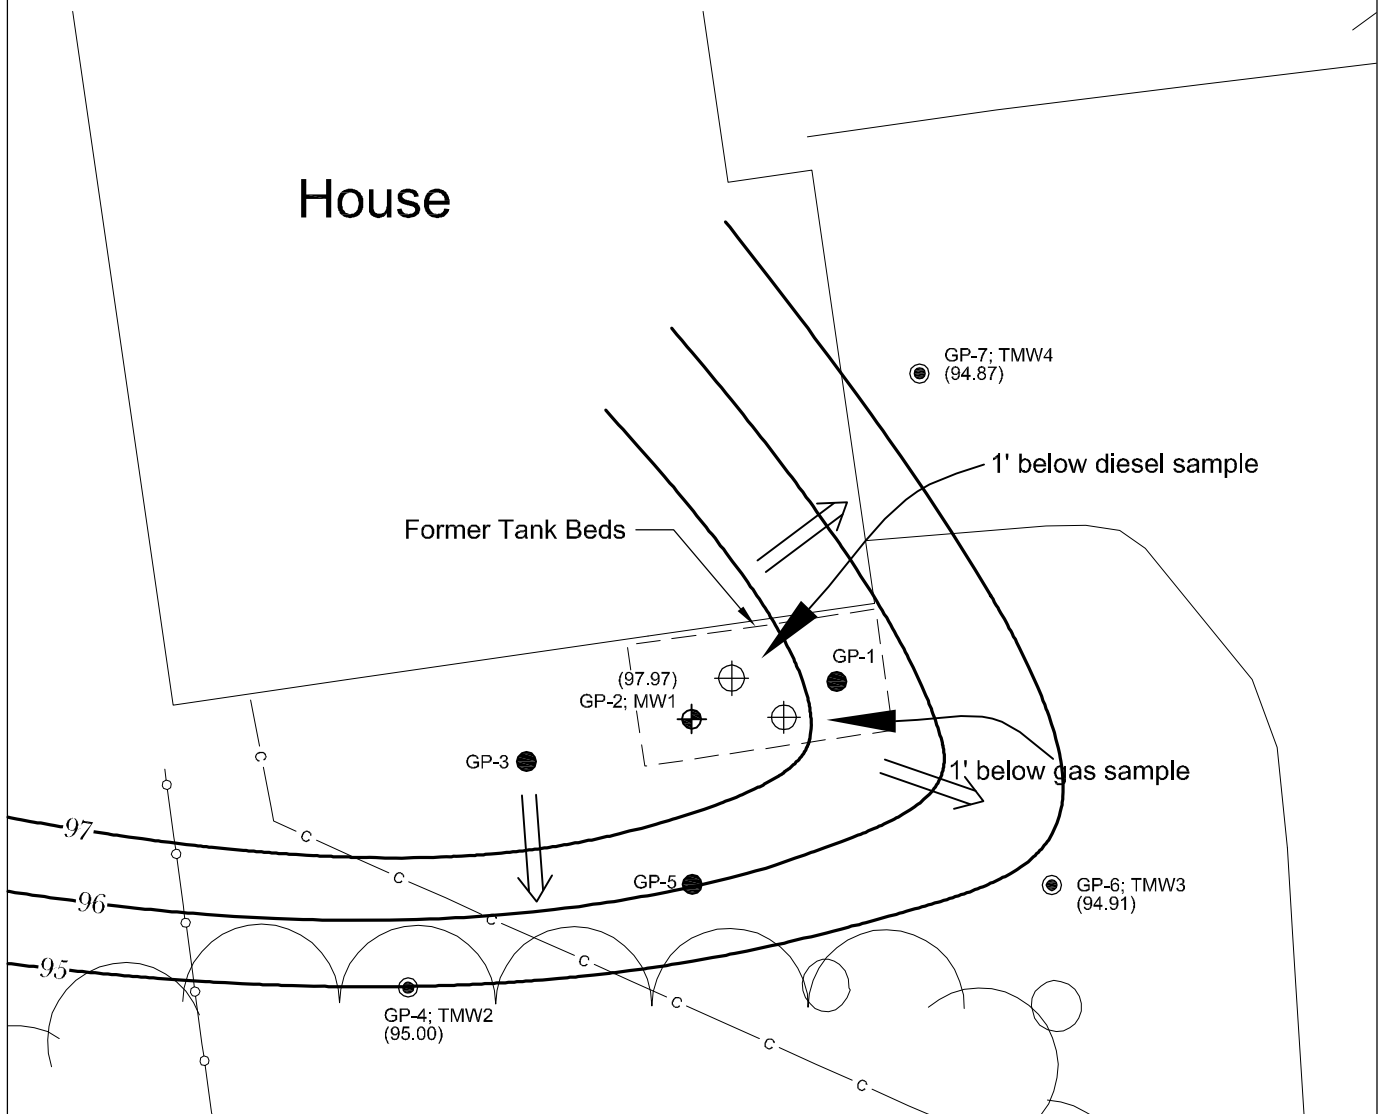 House
GP-7; TMW4
(94.87)
1' below diesel sample
Former Tank Beds
GP-1
(97.97)
GP-2; MW1
GP-3
1' below gas sample
97
GP-5
GP-6; TMW3
(94.91)
96
95
GP-4; TMW2
(95.00)
C
C
C
C
C
C
C
C